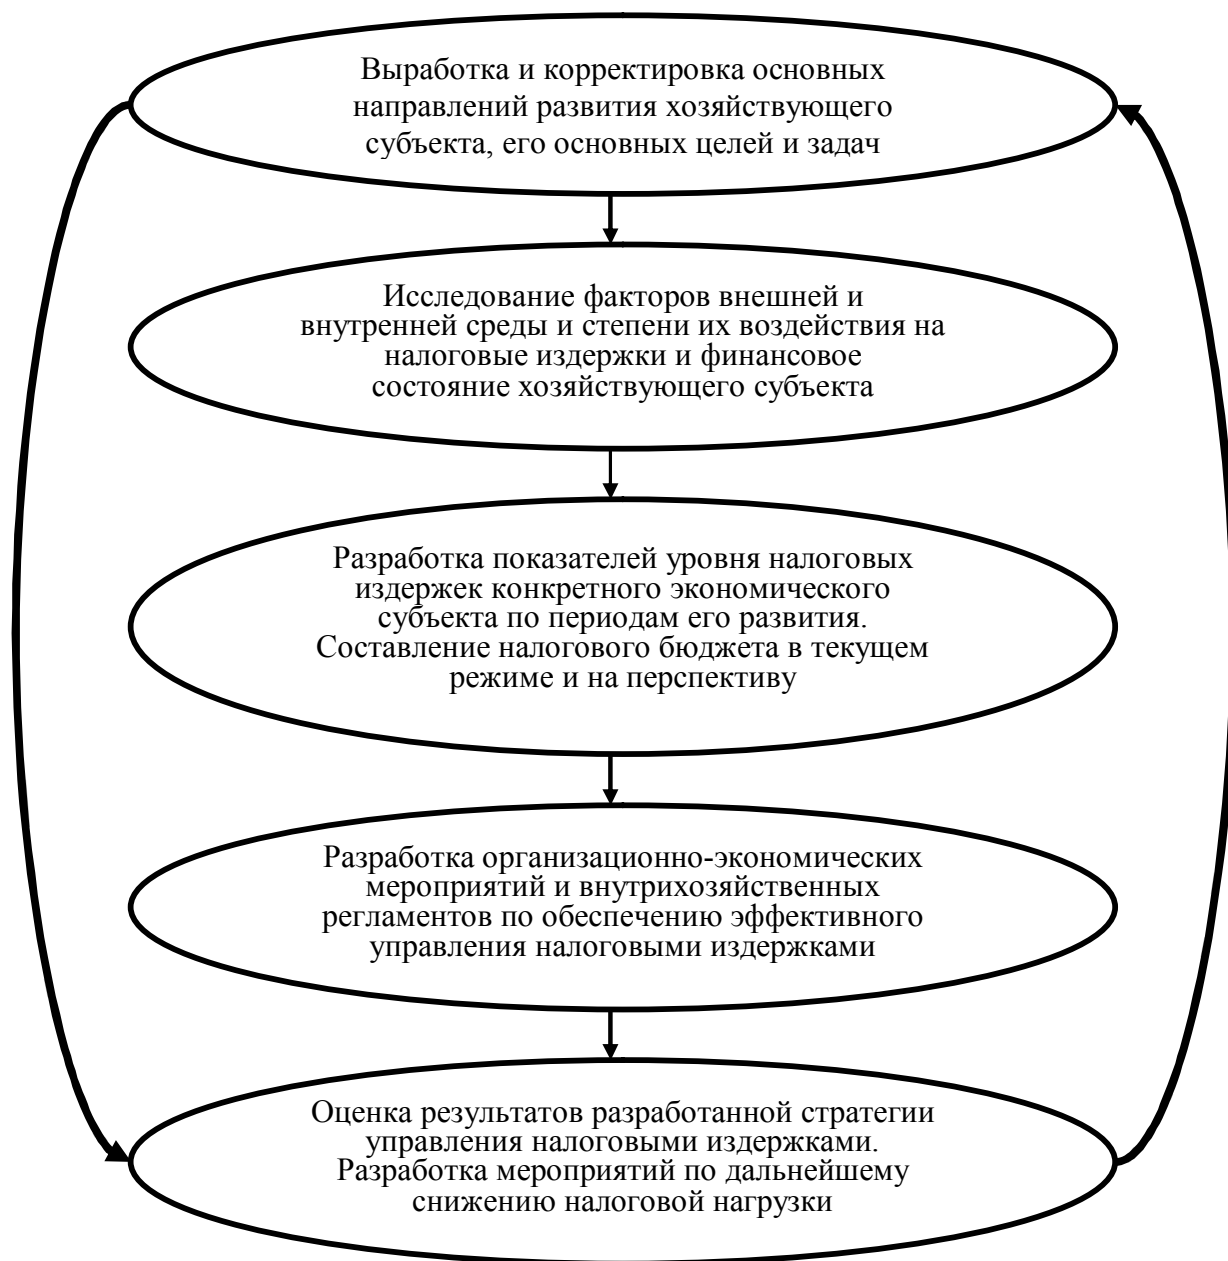 Выработка и корректировка основных
направлений развития хозяйствующего
субъекта, его основных целей и задач
Исследование факторов внешней и
внутренней среды и степени их воздействия на
налоговые издержки и финансовое
состояние хозяйствующего субъекта
Разработка показателей уровня налоговых
издержек конкретного экономического
субъекта по периодам его развития.
Составление налогового бюджета в текущем
режиме и на перспективу
Разработка организационно-экономических
мероприятий и внутрихозяйственных
регламентов по обеспечению эффективного
управления налоговыми издержками
Оценка результатов разработанной стратегии
управления налоговыми издержками.
Разработка мероприятий по дальнейшему
снижению налоговой нагрузки